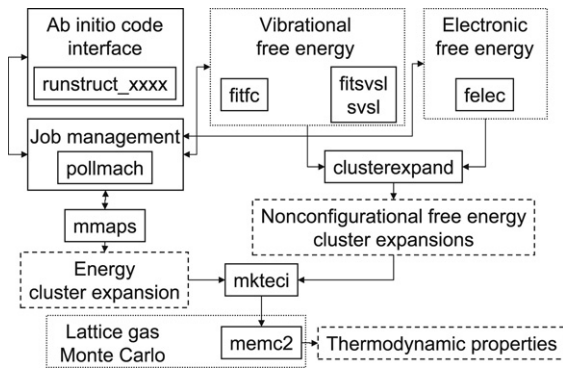 Ab initio code
interface
runstruct_xxxx
Vibrational
free energy
fitfc
fitsvsl
svsl
Electronic
free energy
felec
Job management
pollmach
clusterexpand
mmaps
Nonconfigurational free energy
cluster expansions
Energy
cluster expansion
mkteci
Lattice gas
Monte Carlo
memc2
Thermodynamic properties